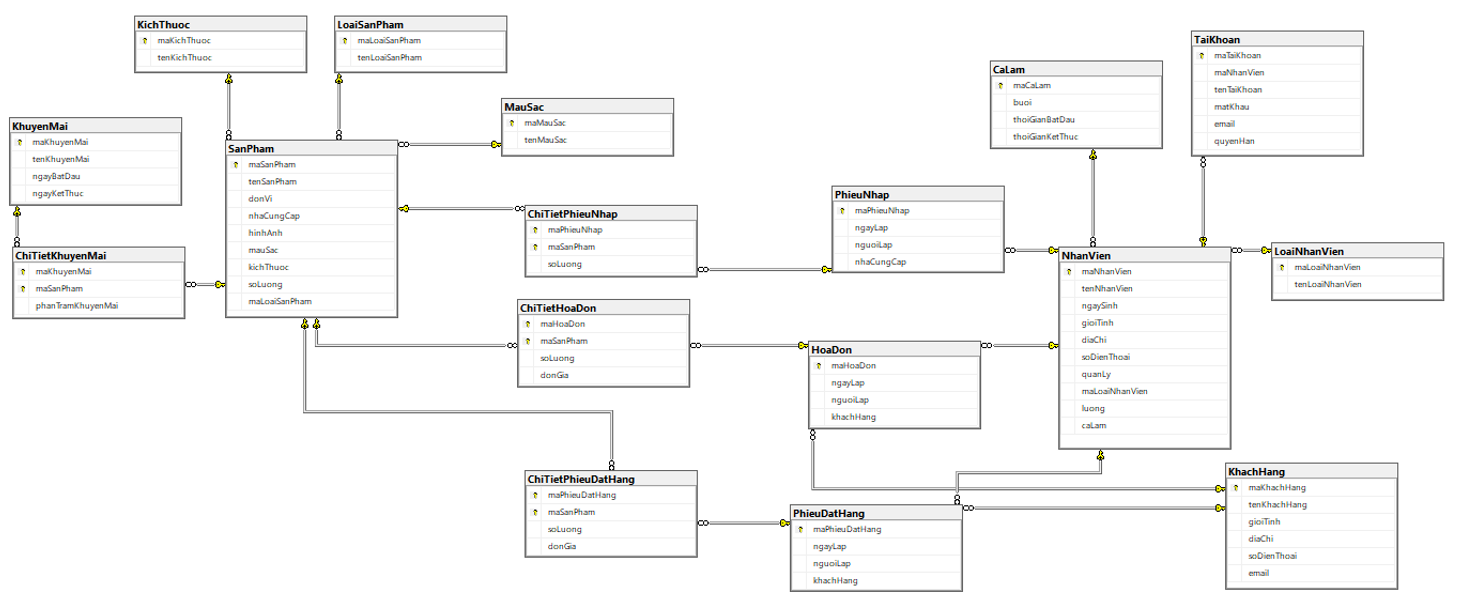 KichThuoc
maKichThuoc
tenKichThuoc
LoaiSanPham
maLoaiSanPham
tenLoaiSanPham
MauSac
maMauSac
tenMauSac
KhuyenMai
maKhuyenMai
tenKhuyenMai
ngayBatDau
ngayKetThuc
SanPham
maSanPham
tenSanPham
donVi
nhaCungCap
hinhAnh
mauSac
kichThuoc
soLuong
maLoaiSanPham
ChiTietKhuyenMai
maKhuyenMai
maSanPham
phanTramKhuyenMai
ChiTietPhieuNhap
maPhieuNhap
maSanPham
soLuong
PhieuNhap
maPhieuNhap
ngayLap
nguoiLap
nhaCungCap
CaLam
maCaLam
buoi
thoiGianBatDau
thoiGianKetThuc
TaiKhoan
maTaiKhoan
maNhanVien
tenTaiKhoan
matKhau
email
quyenHan
NhanVien
maNhanVien
tenNhanVien
ngaySinh
gioiTinh
diaChi
soDienThoai
quanLy
maLoaiNhanVien
luong
caLam
LoaiNhanVien
maLoaiNhanVien
tenLoaiNhanVien
ChiTietHoaDon
maHoaDon
maSanPham
soLuong
donGia
HoaDon
maHoaDon
ngayLap
nguoiLap
khachHang
ChiTietPhieuDatHang
maPhieuDatHang
maSanPham
soLuong
donGia
PhieuDatHang
maPhieuDatHang
ngayLap
nguoiLap
khachHang
KhachHang
maKhachHang
tenKhachHang
gioiTinh
diaChi
soDienThoai
email